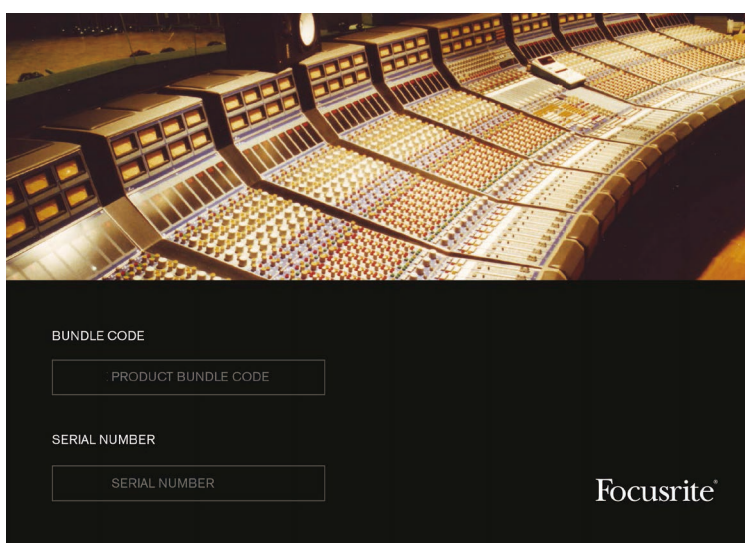 BUNDLE CODE
PRODUCT BUNDLE CODE
SERIAL NUMBER
SERIAL NUMBER
Focusrite®